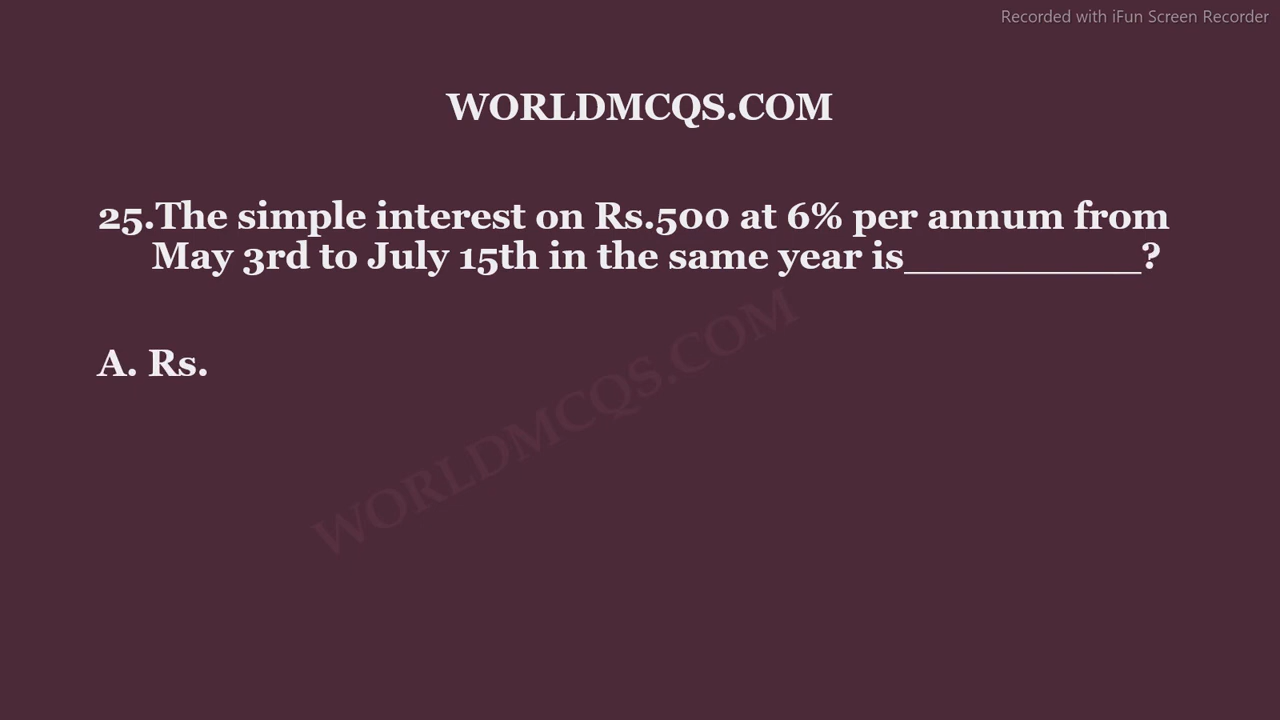 Recorded with iFun Screen Recorder
WORLDMCQS.COM
25.The simple interest on Rs.500 at 6% per annum from
May 3rd to July 15th in the same year is__________?
WORLDMCQS.COM
A. Rs.